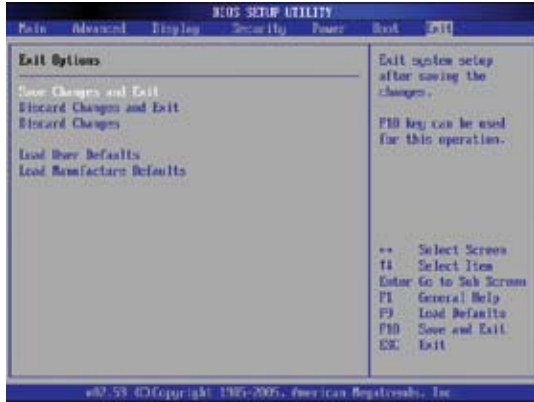 BIOS SETUP UTILITY
Main Advanced Display Security Power Boot Exit
Exit Options
Save Changes and Exit
Discard Changes and Exit
Discard Changes
Load User Defaults
Load Manufacture Defaults
Exit system setup
after saving the
changes.
F10 key can be used
for this operation.
↔ Select Screen
↑↓ Select Item
Enter Go to Sub Screen
F1 General Help
F9 Load Defaults
F10 Save and Exit
ESC Exit
v02.59 (C)Copyright 1985-2005, American Megatrends, Inc.